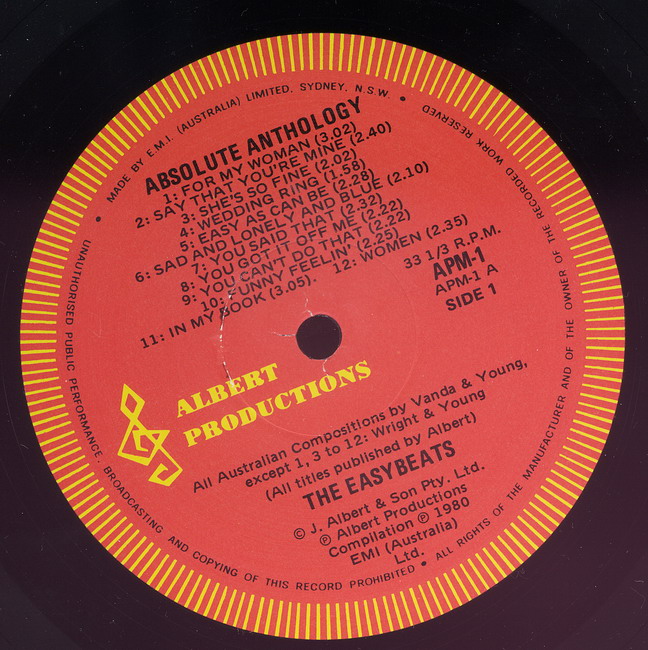 MADE BY E.M.I. (AUSTRALIA) LIMITED, SYDNEY, N.S.W.
ABSOLUTE ANTHOLOGY
1: FOR MY WOMAN (3.02)
2: SAY THAT YOU'RE MINE (2.40)
3: SHE'S SO FINE (2.02)
4: WEDDING RING (1.58)
5: EASY AS CAN BE (2.28)
6: SAD AND LONELY AND BLUE (2.10)
7: YOU SAID THAT (2.32)
8: YOU GOT IT OFF ME (2.22)
9: YOU CAN'T DO THAT (2.22)
10: FUNNY FEELIN' (2.25)
11: IN MY BOOK (3.05). 12: WOMEN (2.35)
33 1/3 R.P.M.
APM-1
APM-1 A
SIDE 1
ALBERT
PRODUCTIONS
All Australian Compositions by Vanda & Young,
except 1, 3 to 12: Wright & Young
(All titles published by Albert)
THE EASYBEATS
© J. Albert & Son Pty. Ltd.
℗ Albert Productions
Compilation ℗ 1980
EMI (Australia)
Ltd.
UNAUTHORISED PUBLIC PERFORMANCE, BROADCASTING AND COPYING OF THIS RECORD PROHIBITED • ALL RIGHTS OF THE MANUFACTURER AND OF THE OWNER OF THE RECORDED WORK RESERVED